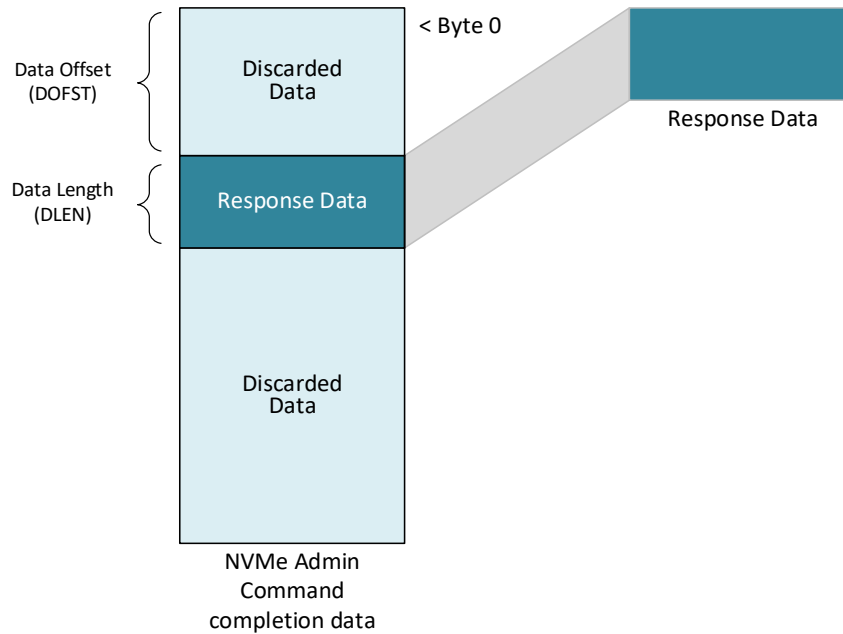 < Byte 0
Data Offset
(DOFST)
Discarded
Data
Response Data
Data Length
(DLEN)
Response Data
Discarded
Data
NVMe Admin
Command
completion data